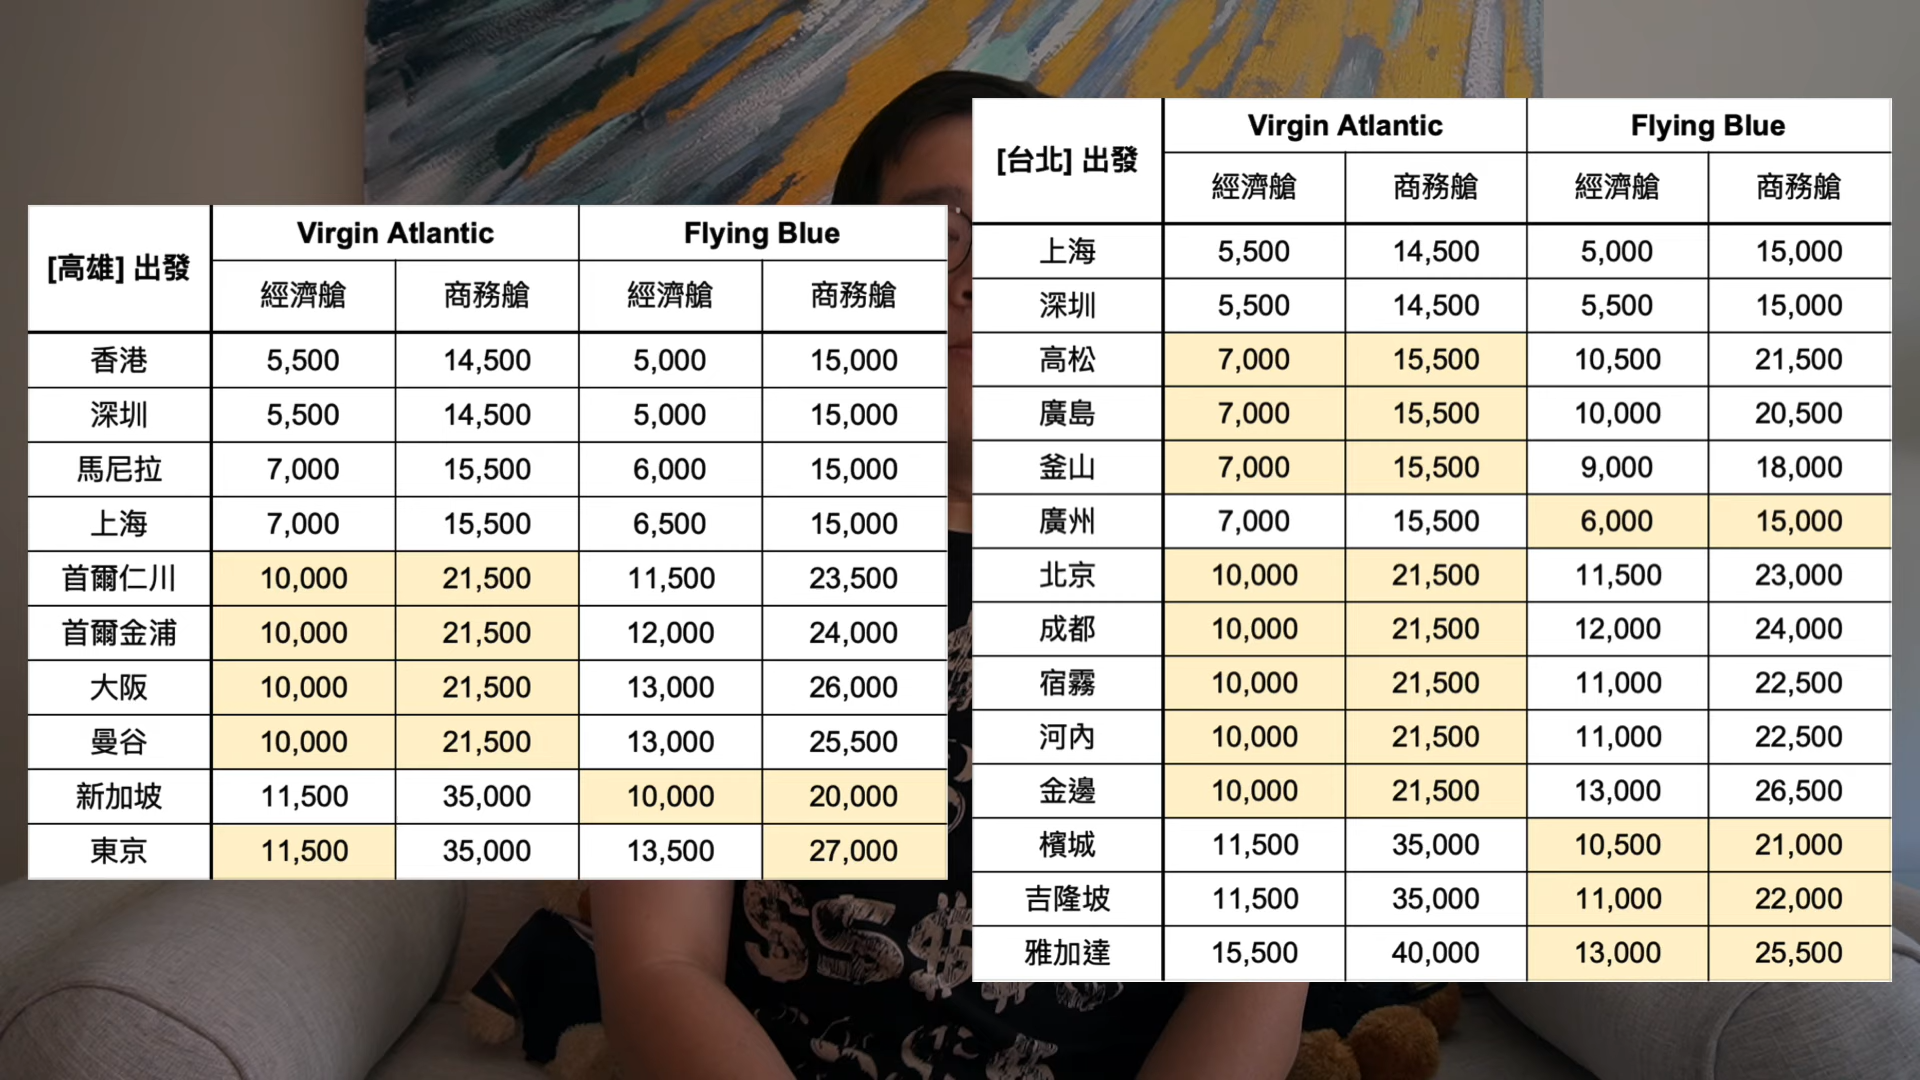 [高雄] 出發 Virgin Atlantic Flying Blue
經濟艙 商務艙 經濟艙 商務艙
香港 5,500 14,500 5,000 15,000
深圳 5,500 14,500 5,000 15,000
馬尼拉 7,000 15,500 6,000 15,000
上海 7,000 15,500 6,500 15,000
首爾仁川 10,000 21,500 11,500 23,500
首爾金浦 10,000 21,500 12,000 24,000
大阪 10,000 21,500 13,000 26,000
曼谷 10,000 21,500 13,000 25,500
新加坡 11,500 35,000 10,000 20,000
東京 11,500 35,000 13,500 27,000
[台北] 出發 Virgin Atlantic Flying Blue
經濟艙 商務艙 經濟艙 商務艙
上海 5,500 14,500 5,000 15,000
深圳 5,500 14,500 5,500 15,000
高松 7,000 15,500 10,500 21,500
廣島 7,000 15,500 10,000 20,500
釜山 7,000 15,500 9,000 18,000
廣州 7,000 15,500 6,000 15,000
北京 10,000 21,500 11,500 23,000
成都 10,000 21,500 12,000 24,000
宿霧 10,000 21,500 11,000 22,500
河內 10,000 21,500 11,000 22,500
金邊 10,000 21,500 13,000 26,500
檳城 11,500 35,000 10,500 21,000
吉隆坡 11,500 35,000 11,000 22,000
雅加達 15,500 40,000 13,000 25,500